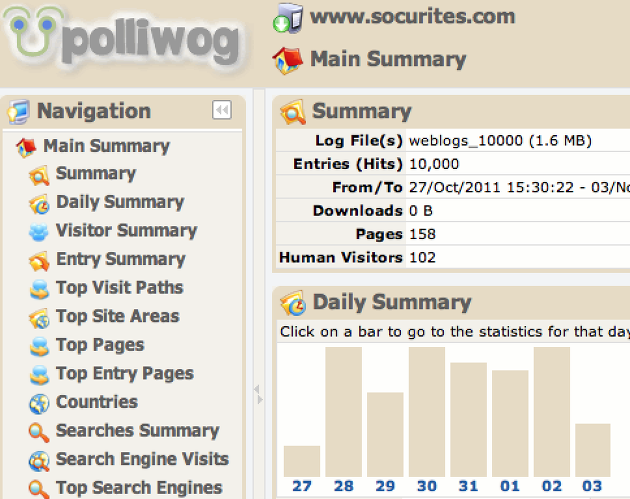 polliwog
www.socurites.com
Main Summary
Navigation
Main Summary
Summary
Daily Summary
Visitor Summary
Entry Summary
Top Visit Paths
Top Site Areas
Top Pages
Top Entry Pages
Countries
Searches Summary
Search Engine Visits
Top Search Engines
Summary
Log File(s) weblogs_10000 (1.6 MB)
Entries (Hits) 10,000
From/To 27/Oct/2011 15:30:22 - 03/No
Downloads 0 B
Pages 158
Human Visitors 102
Daily Summary
Click on a bar to go to the statistics for that day
27 28 29 30 31 01 02 03